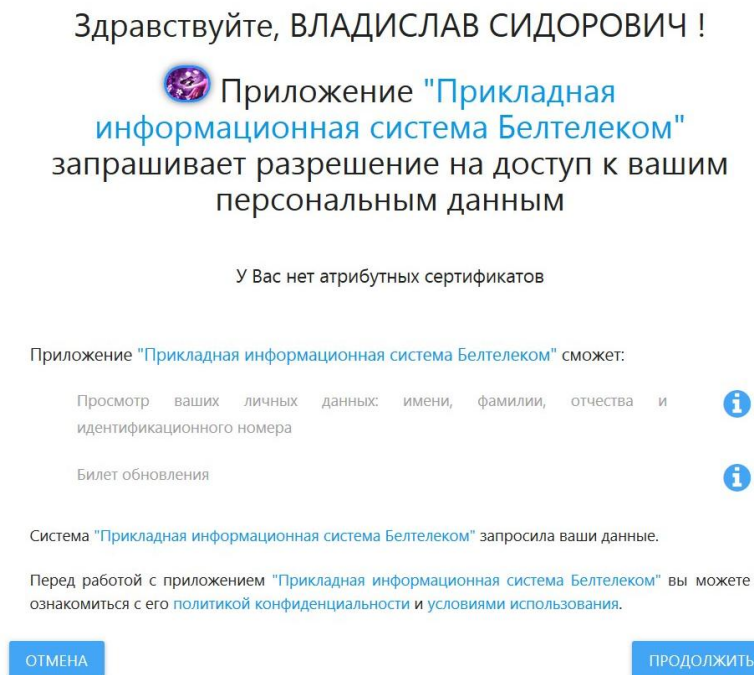 Здравствуйте, ВЛАДИСЛАВ СИДОРОВИЧ !
Приложение "Прикладная
информационная система Белтелеком"
запрашивает разрешение на доступ к вашим
персональным данным
У Вас нет атрибутных сертификатов
Приложение "Прикладная информационная система Белтелеком" сможет:
Просмотр ваших личных данных: имени, фамилии, отчества и
идентификационного номера
Билет обновления
Система "Прикладная информационная система Белтелеком" запросила ваши данные.
Перед работой с приложением "Прикладная информационная система Белтелеком" вы можете
ознакомиться с его политикой конфиденциальности и условиями использования.
ОТМЕНА
ПРОДОЛЖИТЬ